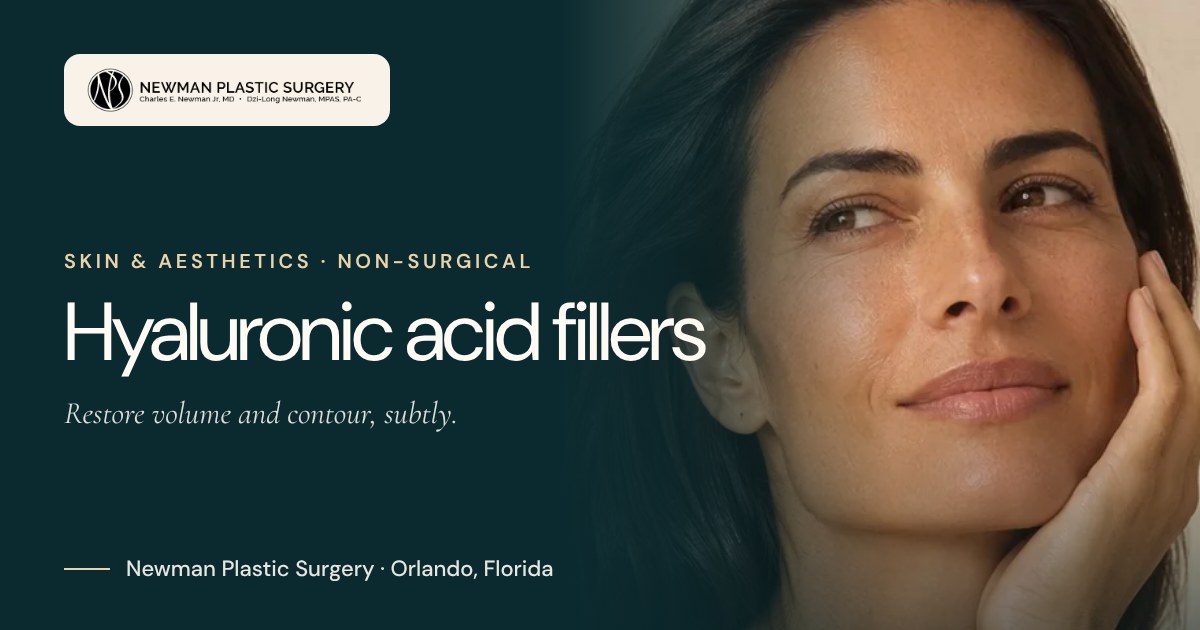 NPS
NEWMAN PLASTIC SURGERY
Charles E. Newman Jr, MD • Dzi-Long Newman, MPAS, PA-C
SKIN & AESTHETICS · NON-SURGICAL
Hyaluronic acid fillers
Restore volume and contour, subtly.
Newman Plastic Surgery · Orlando, Florida